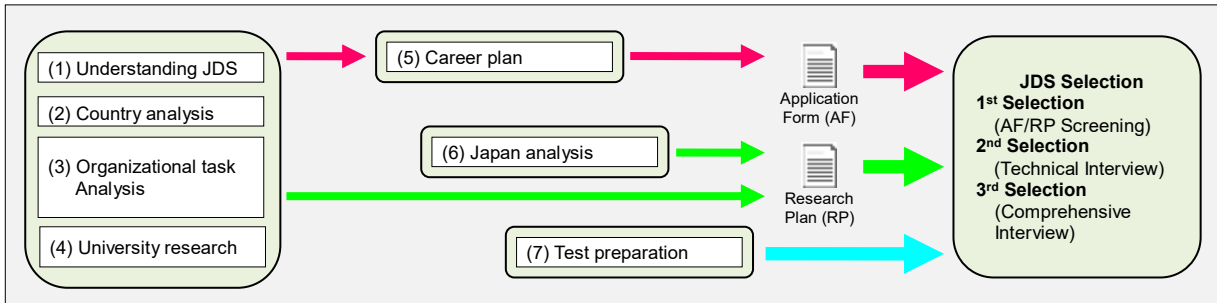 (1) Understanding JDS
(2) Country analysis
(3) Organizational task
Analysis
(4) University research
(5) Career plan
(6) Japan analysis
(7) Test preparation
Application
Form (AF)
Research
Plan (RP)
JDS Selection
1st Selection
(AF/RP Screening)
2nd Selection
(Technical Interview)
3rd Selection
(Comprehensive
Interview)